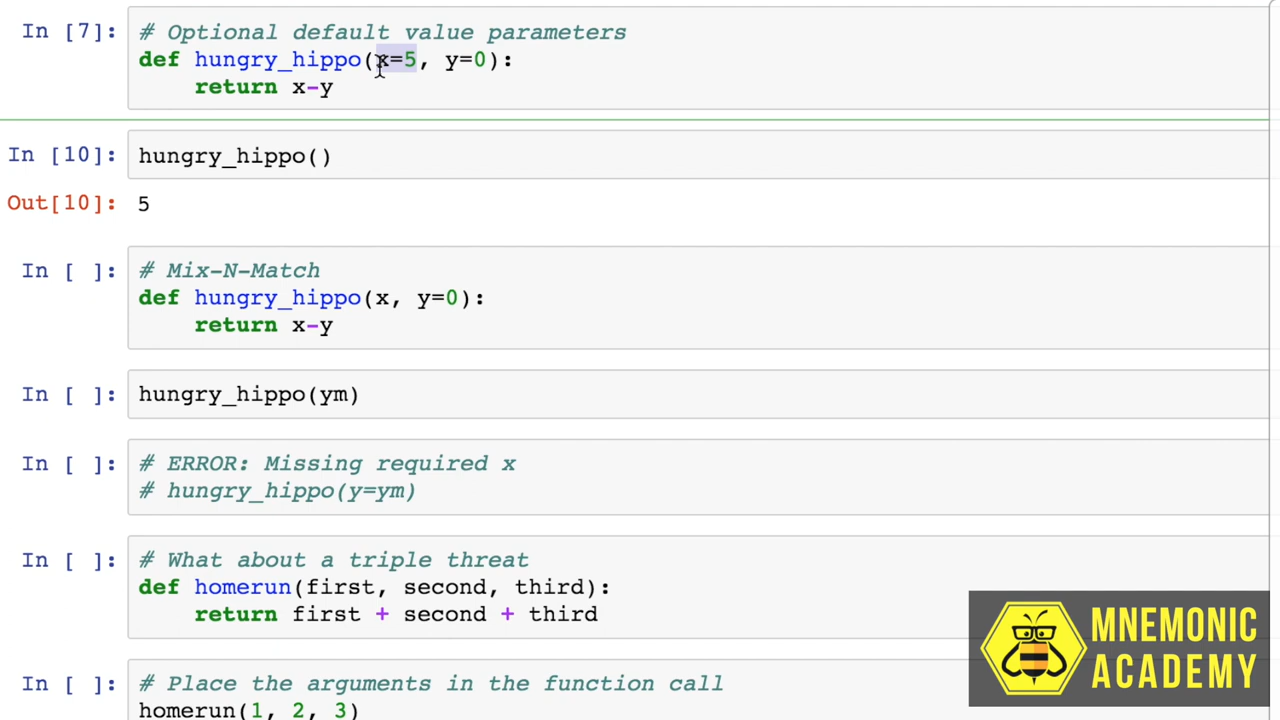 In [7]: # Optional default value parameters
def hungry_hippo(x=5, y=0):
    return x-y
In [10]: hungry_hippo()
Out[10]: 5
In [ ]: # Mix-N-Match
def hungry_hippo(x, y=0):
    return x-y
In [ ]: hungry_hippo(ym)
In [ ]: # ERROR: Missing required x
# hungry_hippo(y=ym)
In [ ]: # What about a triple threat
def homerun(first, second, third):
    return first + second + third
In [ ]: # Place the arguments in the function call
homerun(1, 2, 3)
MNEMONIC
ACADEMY